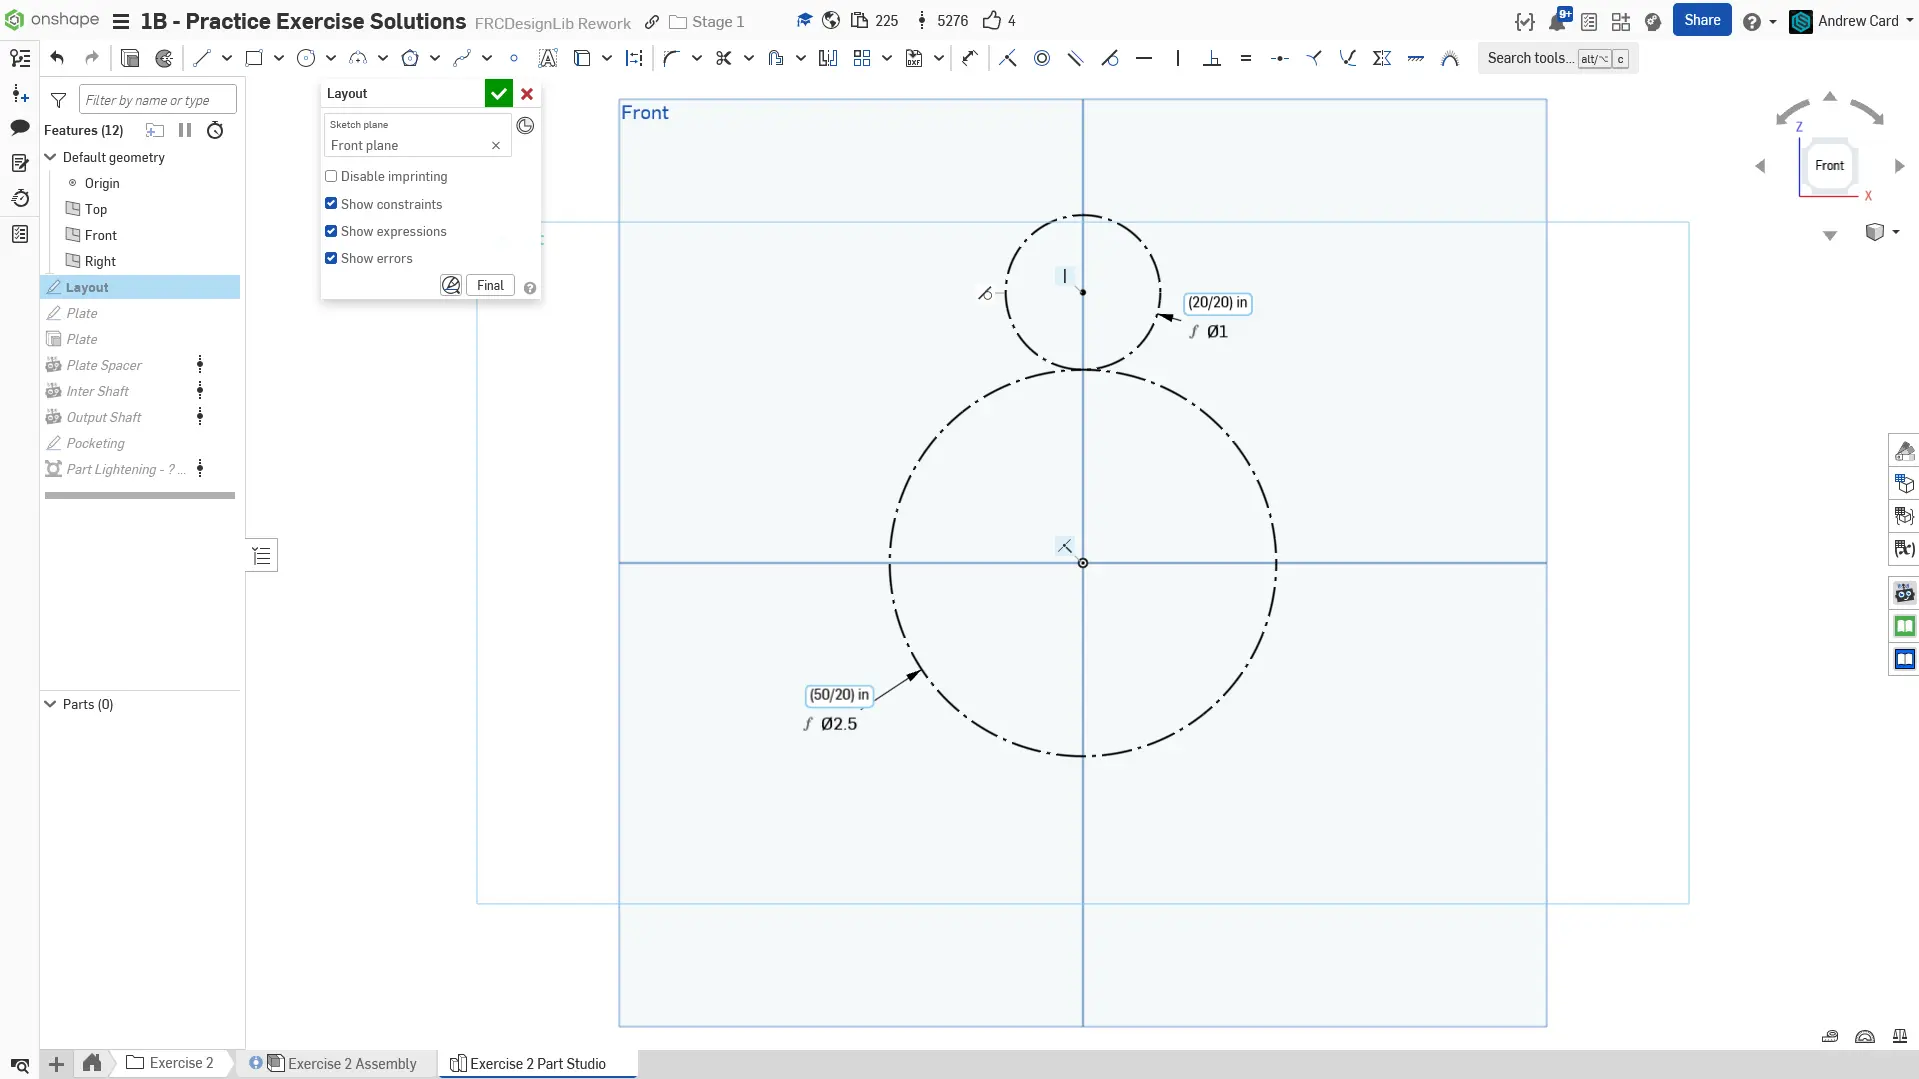 onshape
1B - Practice Exercise Solutions
FRCDesignLib Rework
Stage 1
225
5276
4
9+
Share
Andrew Card
Search tools... alt/⌥ c
Layout
Sketch plane
Front plane
Disable imprinting
Show constraints
Show expressions
Show errors
Final
Filter by name or type
Features (12)
Default geometry
Origin
Top
Front
Right
Layout
Plate
Plate
Plate Spacer
Inter Shaft
Output Shaft
Pocketing
Part Lightening - ? ...
Parts (0)
Front
(20/20) in
ƒ Ø1
(50/20) in
ƒ Ø2.5
Z
Front
X
Exercise 2
Exercise 2 Assembly
Exercise 2 Part Studio